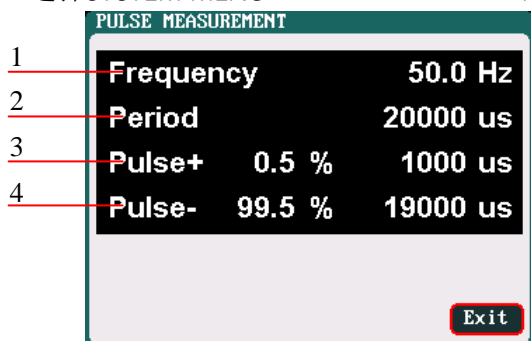 PULSE MEASUREMENT
1 Frequency 50.0 Hz
2 Period 20000 us
3 Pulse+ 0.5 % 1000 us
4 Pulse- 99.5 % 19000 us
Exit